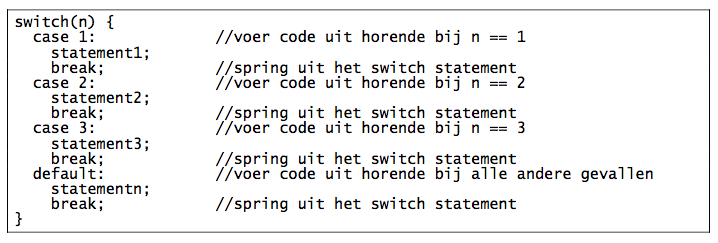 switch(n) {
  case 1:             //voer code uit horende bij n == 1
    statement1;
    break;            //spring uit het switch statement
  case 2:             //voer code uit horende bij n == 2
    statement2;
    break;            //spring uit het switch statement
  case 3:             //voer code uit horende bij n == 3
    statement3;
    break;            //spring uit het switch statement
  default:            //voer code uit horende bij alle andere gevallen
    statementn;
    break;            //spring uit het switch statement
}